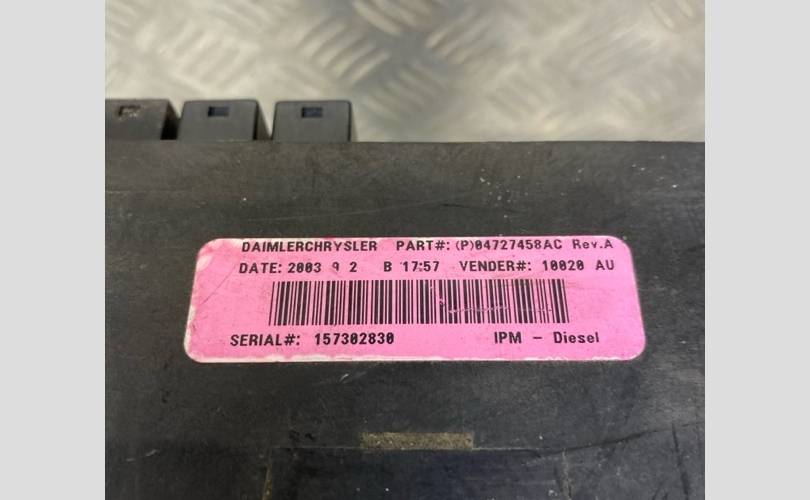 DAIMLERCHRYSLER PART#: (P)04727458AC Rev.A
DATE: 2003 9 2 B 17:57 VENDER#: 10020 AU
SERIAL#: 157302830 IPM - Diesel